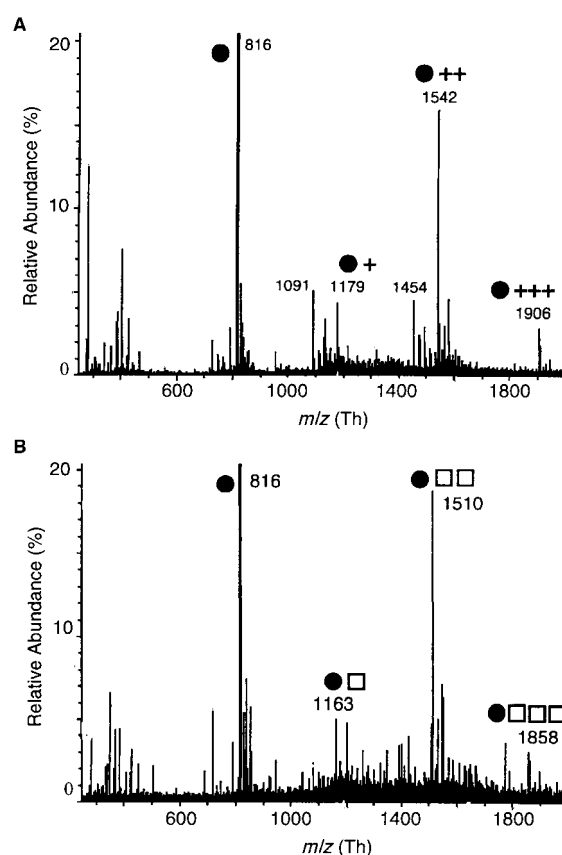 A
20
10
0
Relative Abundance (%)
● 816
● ++
1542
● +
1091 1179 1454
● +++
1906
600 1000 1400 1800
m/z (Th)
B
20
10
0
Relative Abundance (%)
● 816
● □ □
1510
● □
1163
● □ □ □
1858
600 1000 1400 1800
m/z (Th)